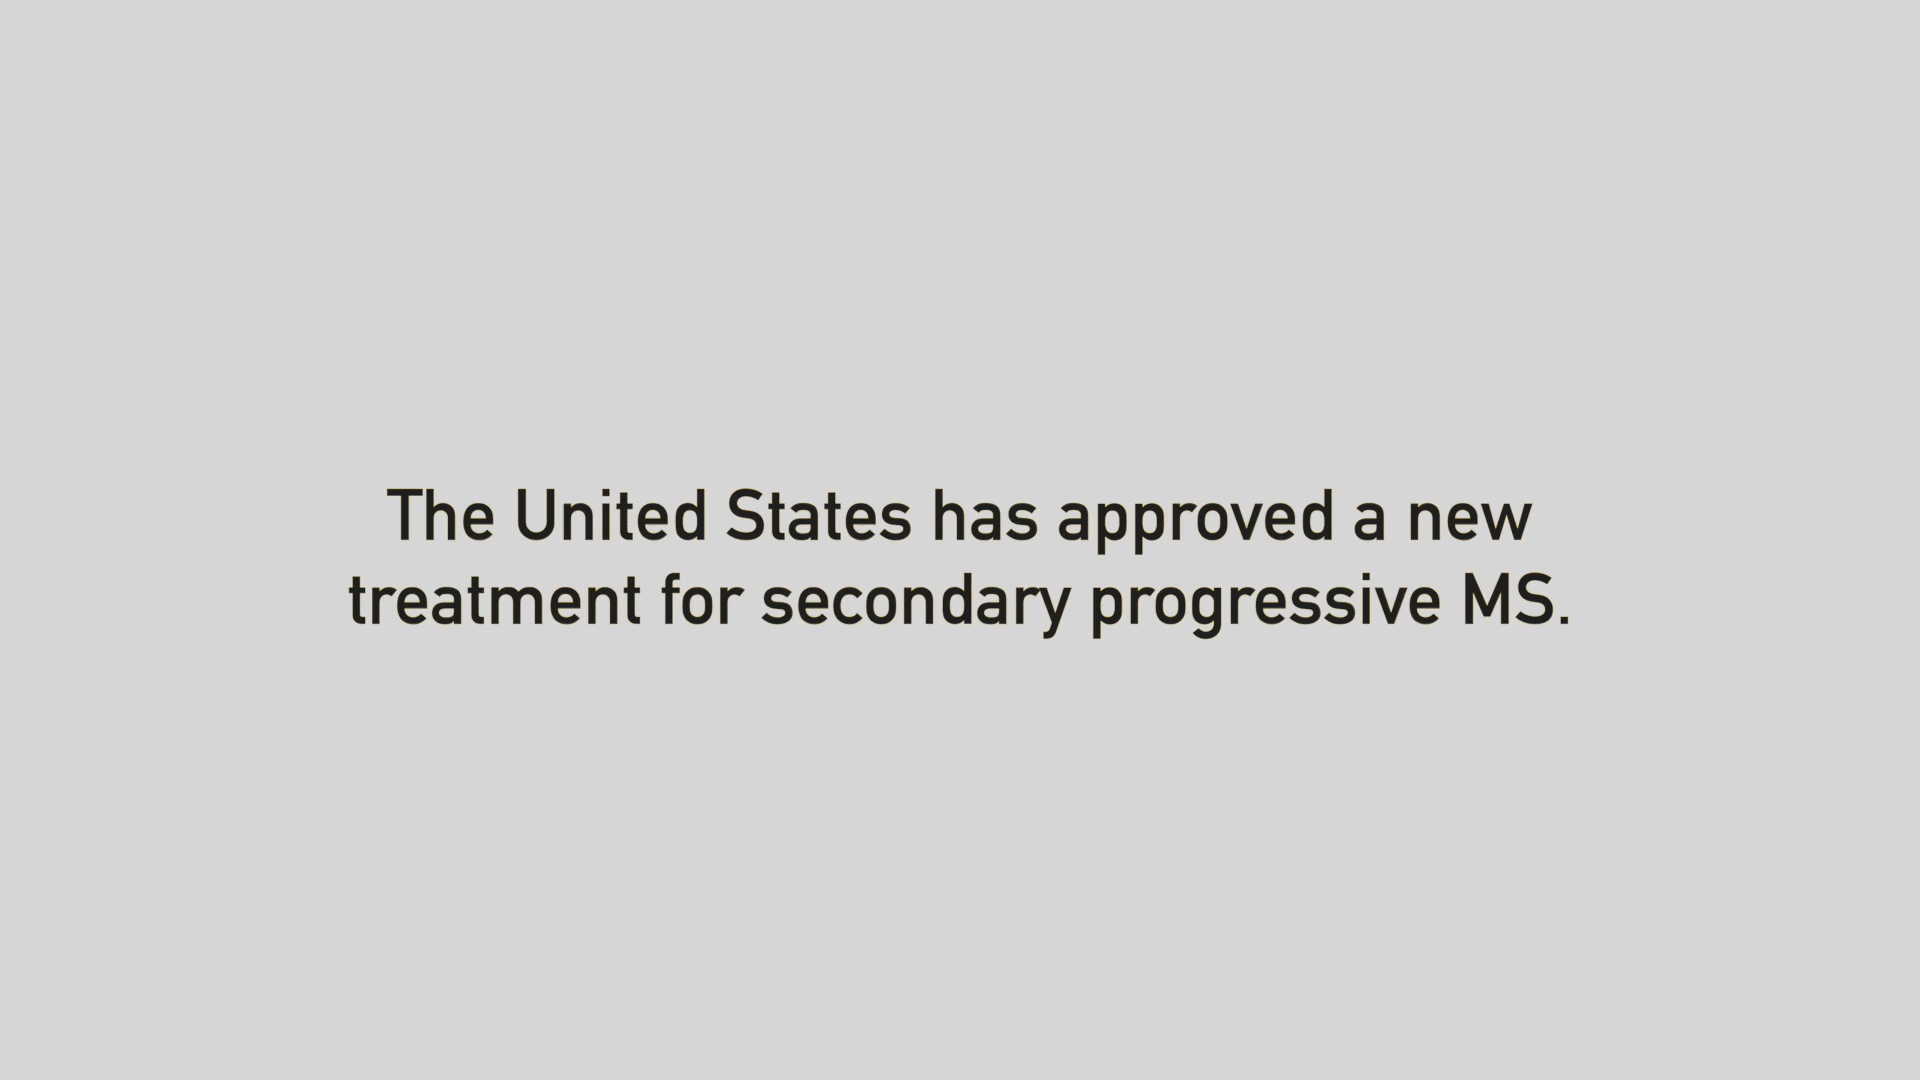 The United States has approved a new
treatment for secondary progressive MS.